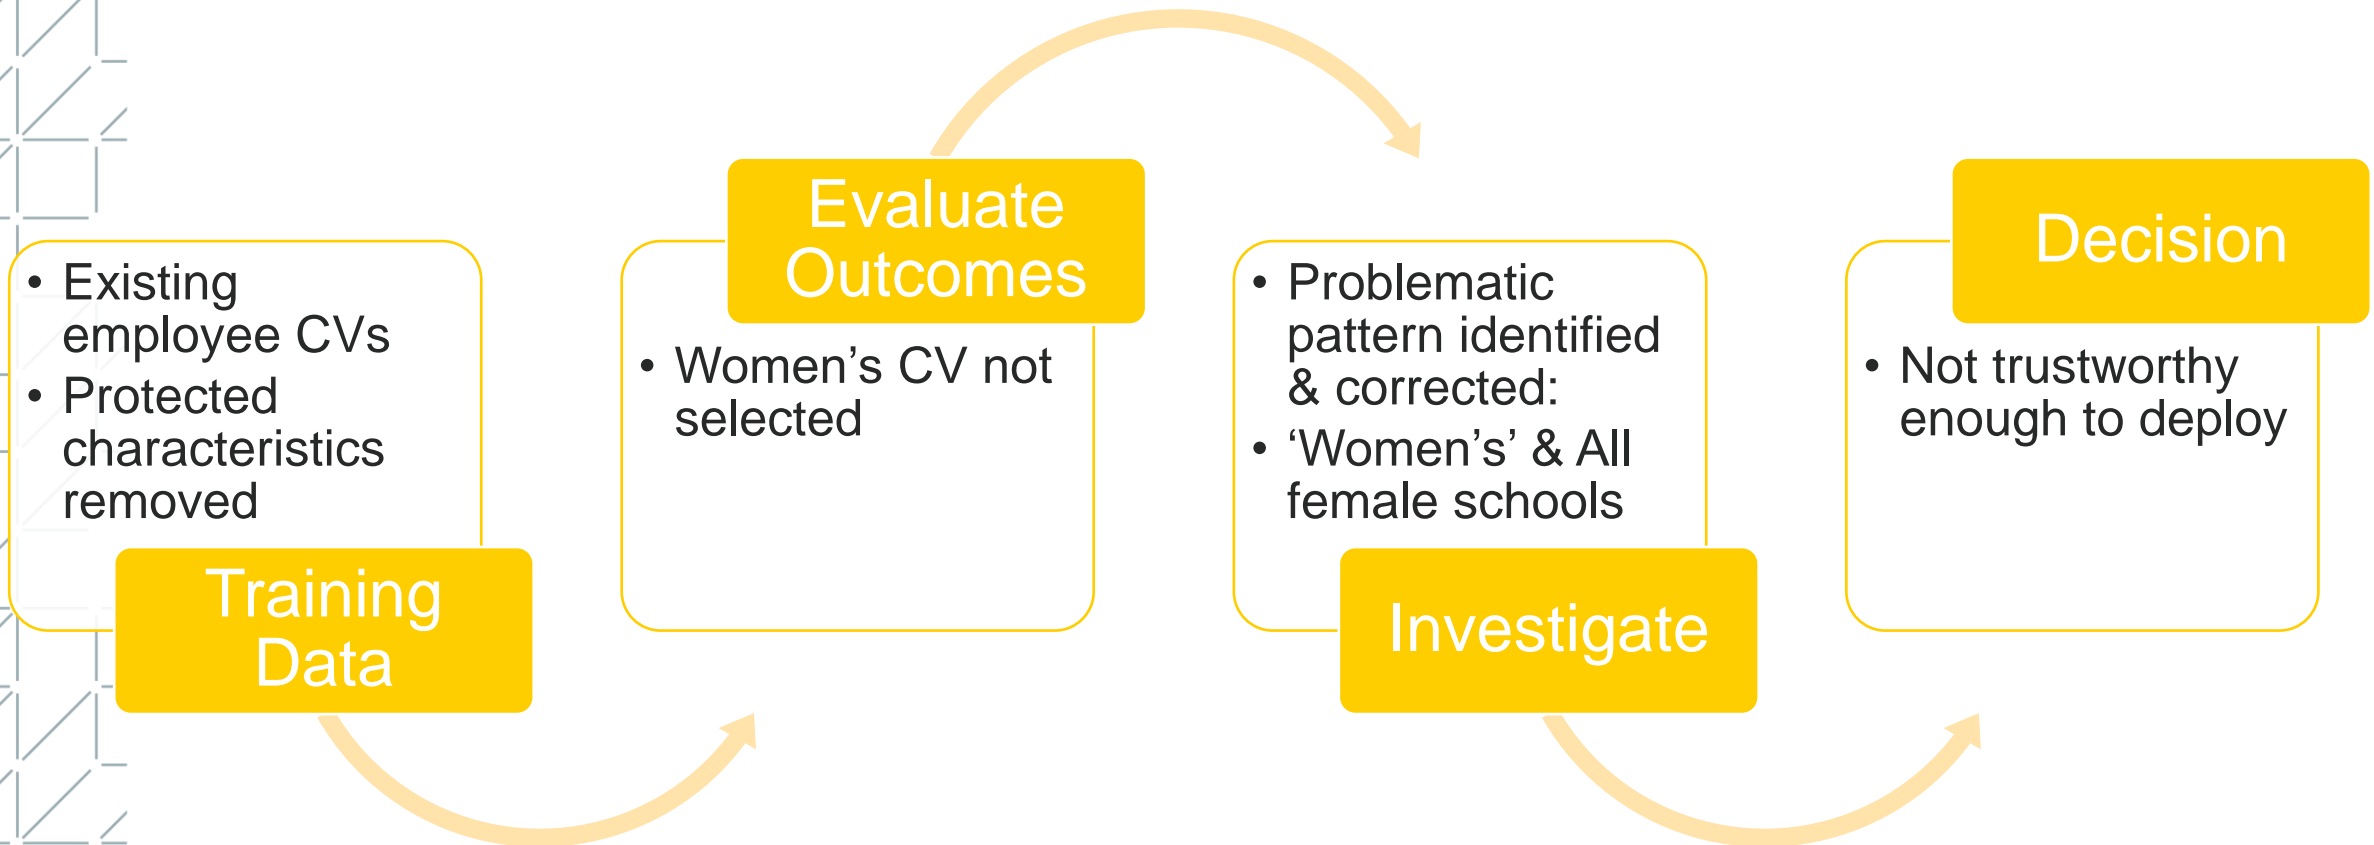 • Existing
employee CVs
• Protected
characteristics
removed
Training
Data
Evaluate
Outcomes
• Women’s CV not
selected
• Problematic
pattern identified
& corrected:
• ‘Women’s’ & All
female schools
Investigate
Decision
• Not trustworthy
enough to deploy